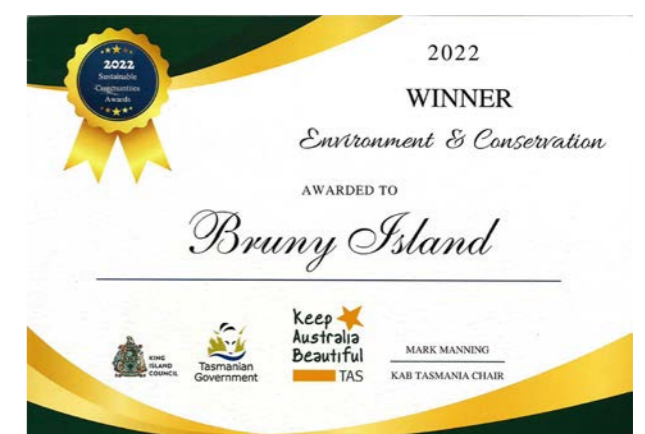 2022
Sustainable
Communities
Awards
2022
WINNER
Environment & Conservation
AWARDED TO
Bruny Island
KING
ISLAND
COUNCIL
Tasmanian
Government
Keep
Australia
Beautiful
TAS
MARK MANNING
KAB TASMANIA CHAIR